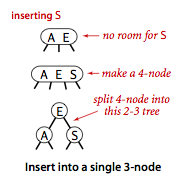 inserting S
A E
no room for S
A E S
make a 4-node
split 4-node into
this 2-3 tree
E
A S
Insert into a single 3-node